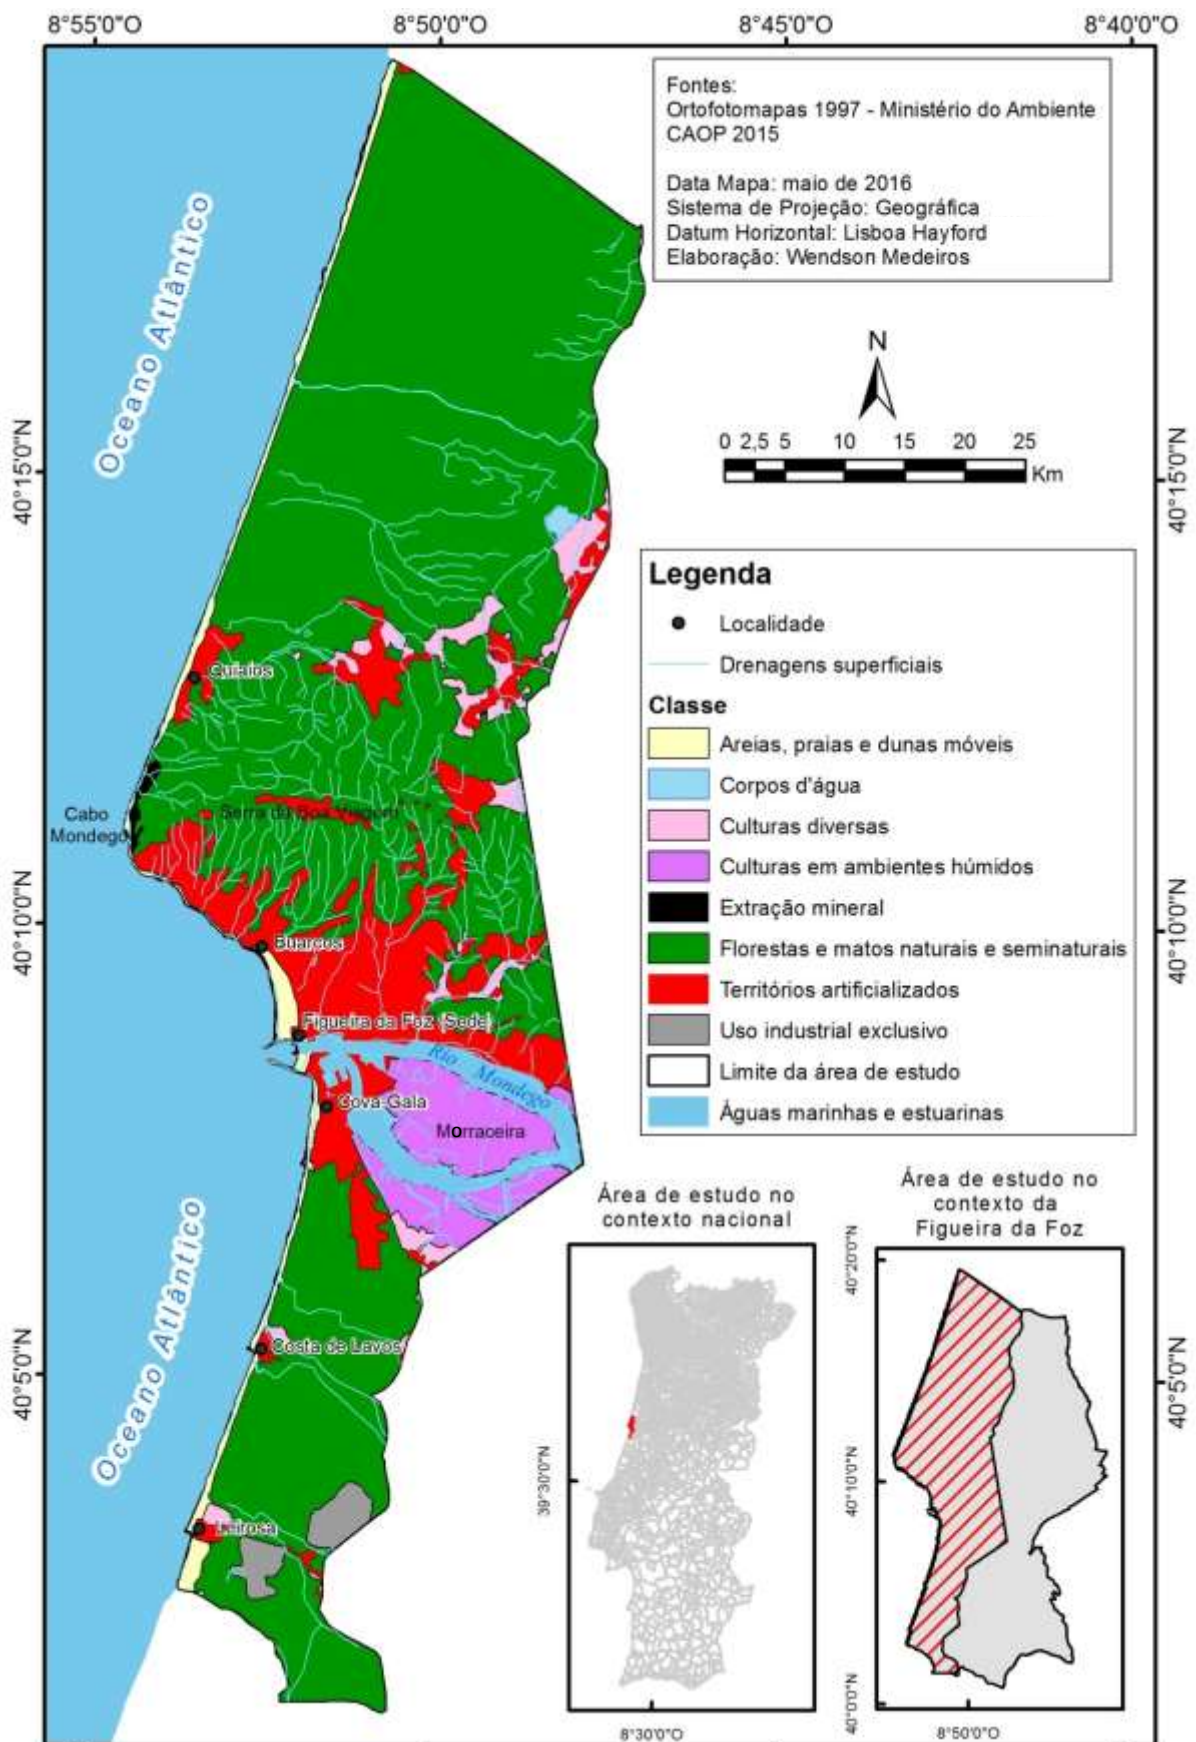 8°55'0"O
8°50'0"O
8°45'0"O
8°40'0"O
Fontes:
Ortofotomapas 1997 - Ministério do Ambiente
CAOP 2015
Data Mapa: maio de 2016
Sistema de Projeção: Geográfica
Datum Horizontal: Lisboa Hayford
Elaboração: Wendson Medeiros
Oceano Atlântico
N
0 2,5 5 10 15 20 25
Km
40°15'0"N
40°15'0"N
Legenda
Localidade
Drenagens superficiais
Classe
Areias, praias e dunas móveis
Corpos d'água
Culturas diversas
Culturas em ambientes húmidos
Extração mineral
Florestas e matos naturais e seminaturais
Territórios artificializados
Uso industrial exclusivo
Limite da área de estudo
Águas marinhas e estuarinas
Quiaios
Cabo
Mondego
Serra da Boa Viagem
40°10'0"N
40°10'0"N
Buarcos
Figueira da Foz (Sede)
Rio Mondego
Cova-Gala
Morraceira
Oceano Atlântico
Costa de Lavos
40°5'0"N
40°5'0"N
Leirosa
Área de estudo no
contexto nacional
39°30'0"N
8°30'0"O
Área de estudo no
contexto da
Figueira da Foz
40°20'0"N
40°10'0"N
40°0'0"N
8°50'0"O